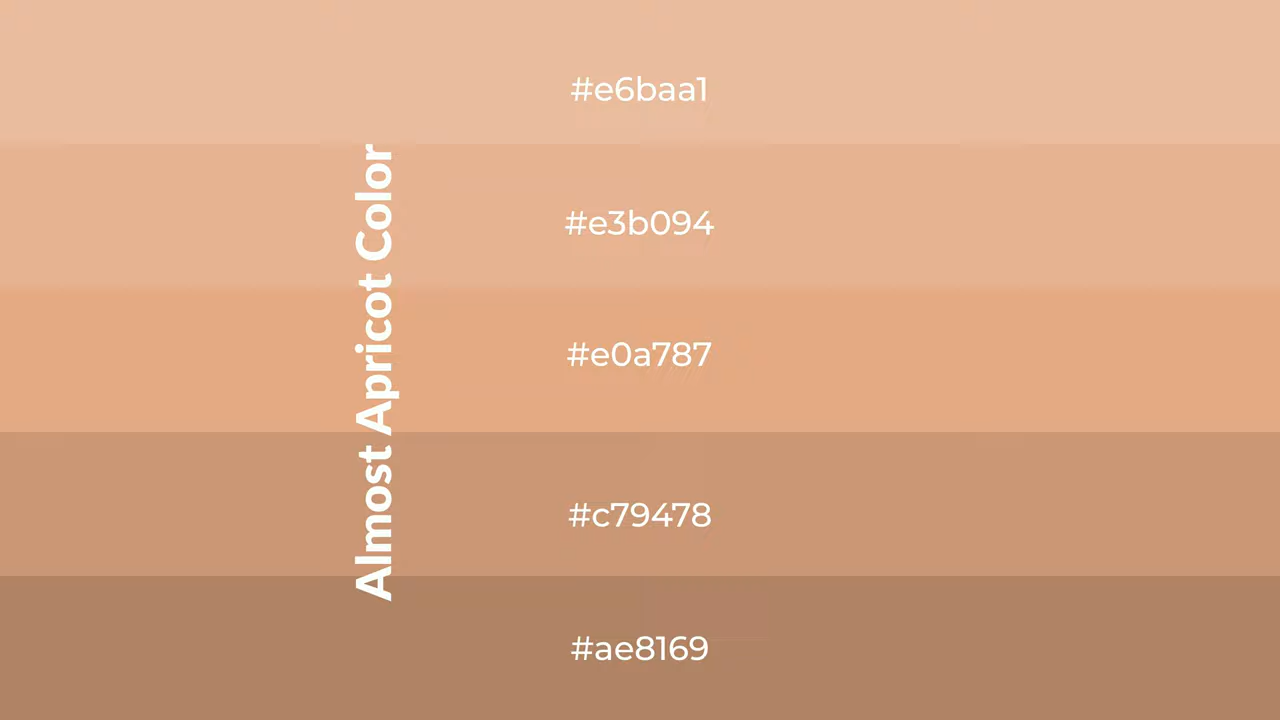 Almost Apricot Color
#e6baa1
#e3b094
#e0a787
#c79478
#ae8169